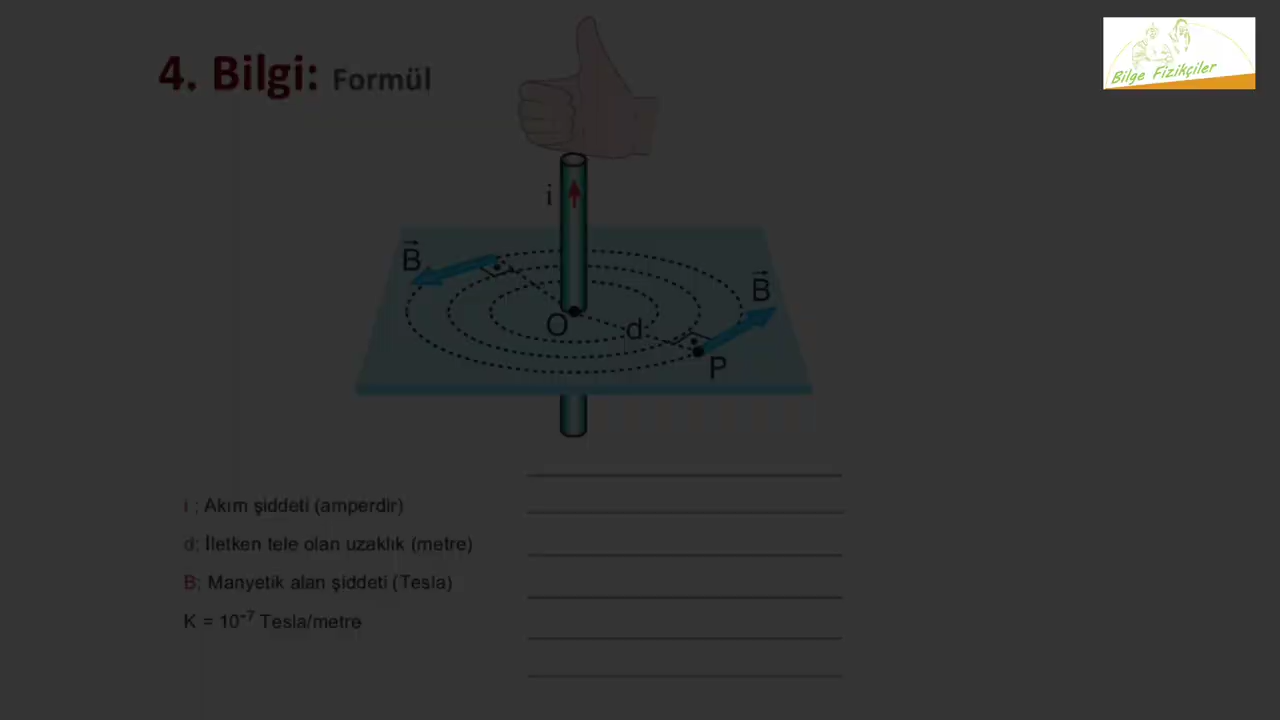 4. Bilgi: Formül
Bilge Fizikçiler
i
B
B
O
d
P
i ; Akım şiddeti (amperdir)
d; İletken tele olan uzaklık (metre)
B; Manyetik alan şiddeti (Tesla)
K = 10⁻⁷ Tesla/metre